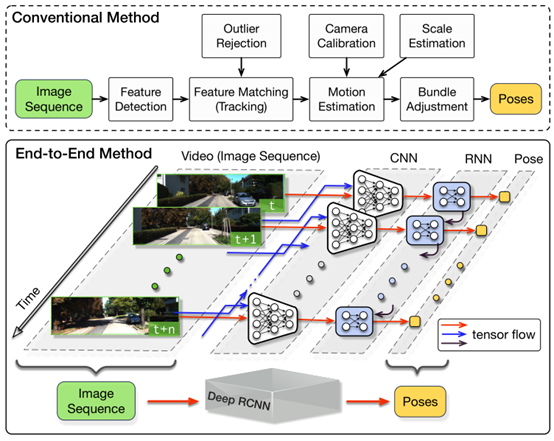 Conventional Method
Outlier
Rejection
Camera
Calibration
Scale
Estimation
Image
Sequence
Feature
Detection
Feature Matching
(Tracking)
Motion
Estimation
Bundle
Adjustment
Poses
End-to-End Method
Video (Image Sequence)
CNN
RNN
Pose
t
t+1
t+n
Time
tensor flow
Image
Sequence
Deep RCNN
Poses